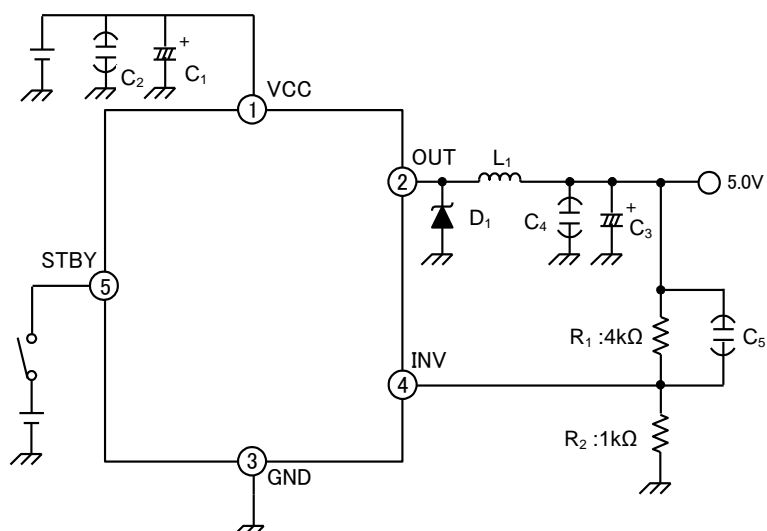 C₂
+
C₁
VCC
1
OUT
2
L₁
5.0V
D₁
C₄
+
C₃
STBY
5
R₁ :4kΩ
C₅
INV
4
R₂ :1kΩ
3
GND